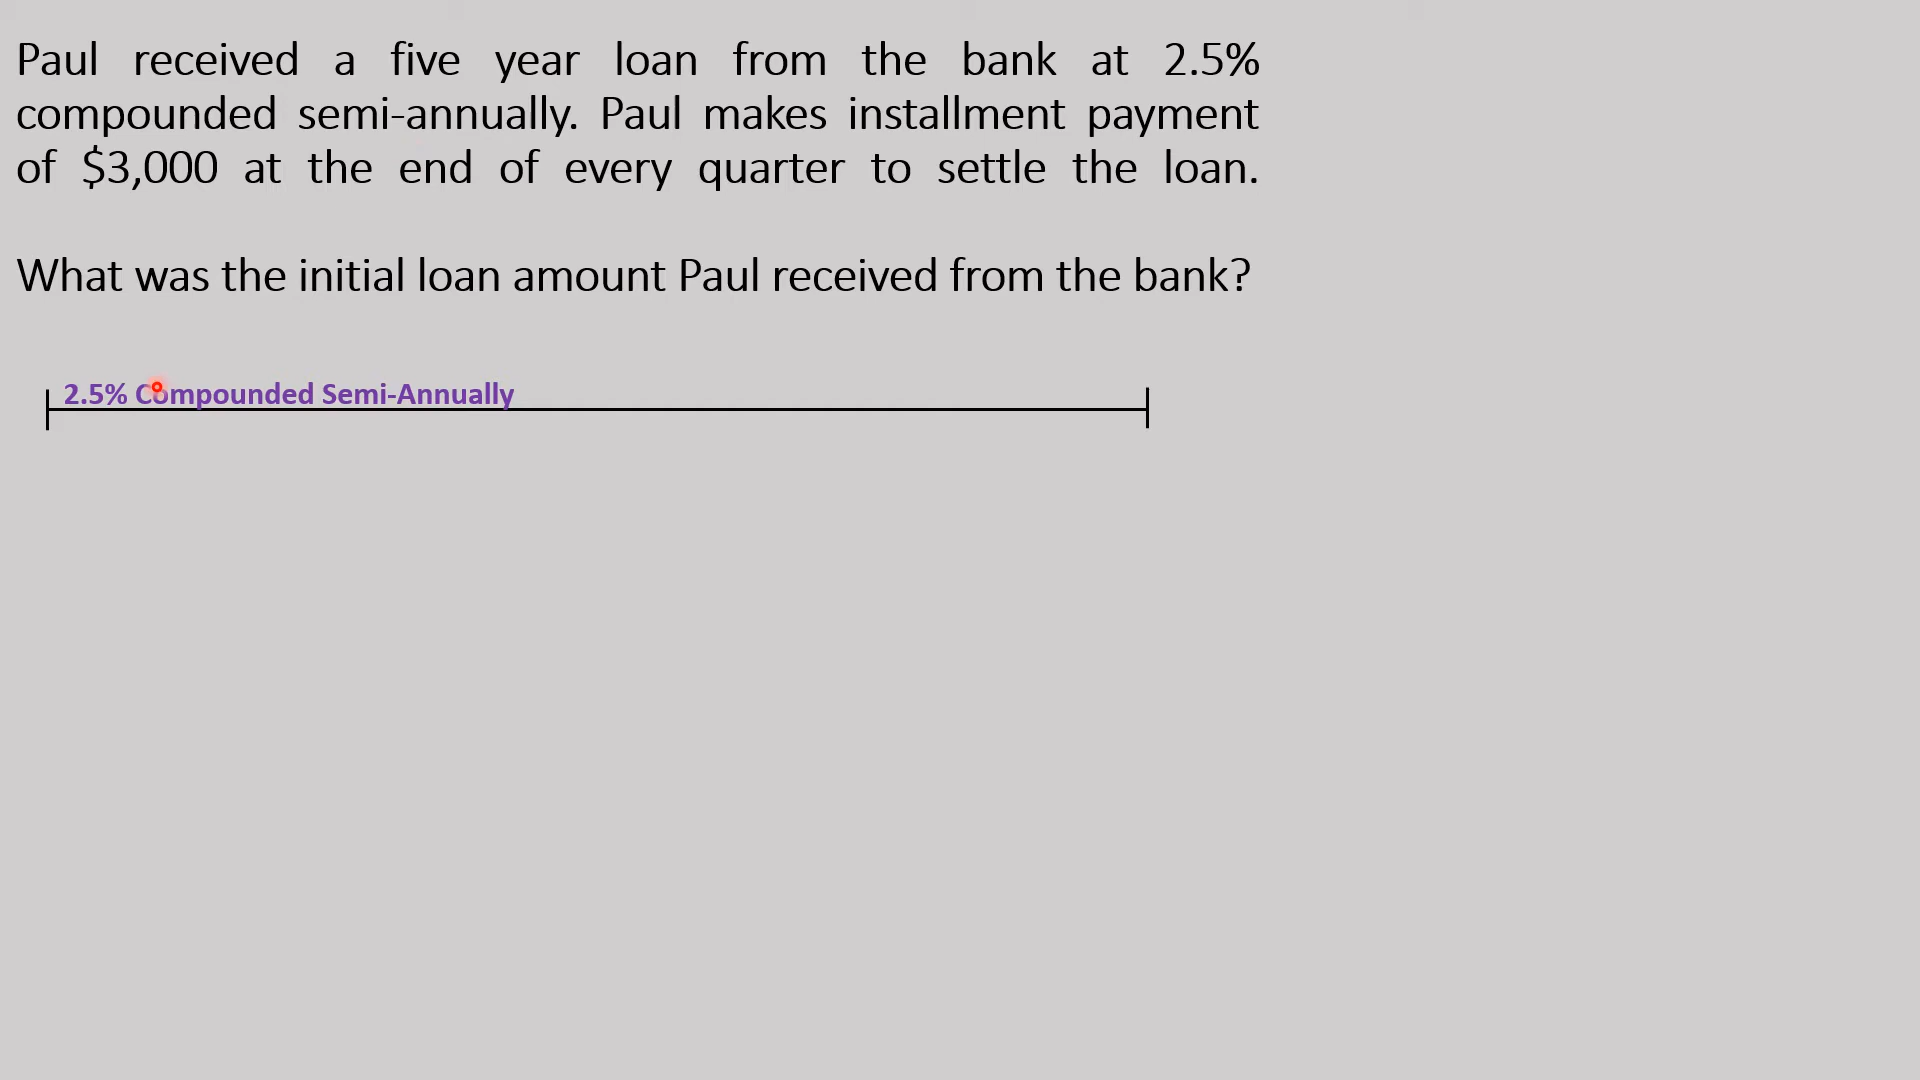 Paul received a five year loan from the bank at 2.5%
compounded semi-annually. Paul makes installment payment
of $3,000 at the end of every quarter to settle the loan.
What was the initial loan amount Paul received from the bank?
2.5% Compounded Semi-Annually